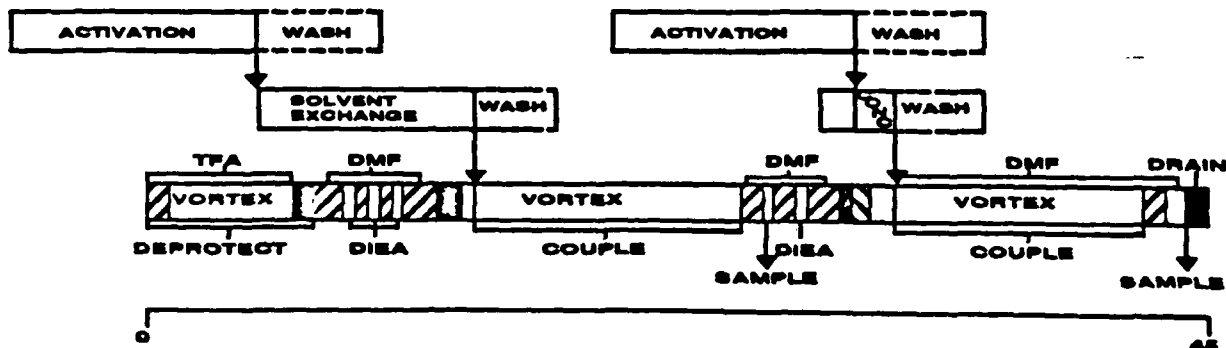 ACTIVATION WASH ACTIVATION WASH
SOLVENT EXCHANGE WASH WASH
TFA DMF DMF DMF DRAIN
VORTEX VORTEX VORTEX
DEPROTECT DIEA COUPLE DIEA COUPLE
SAMPLE SAMPLE
0 45